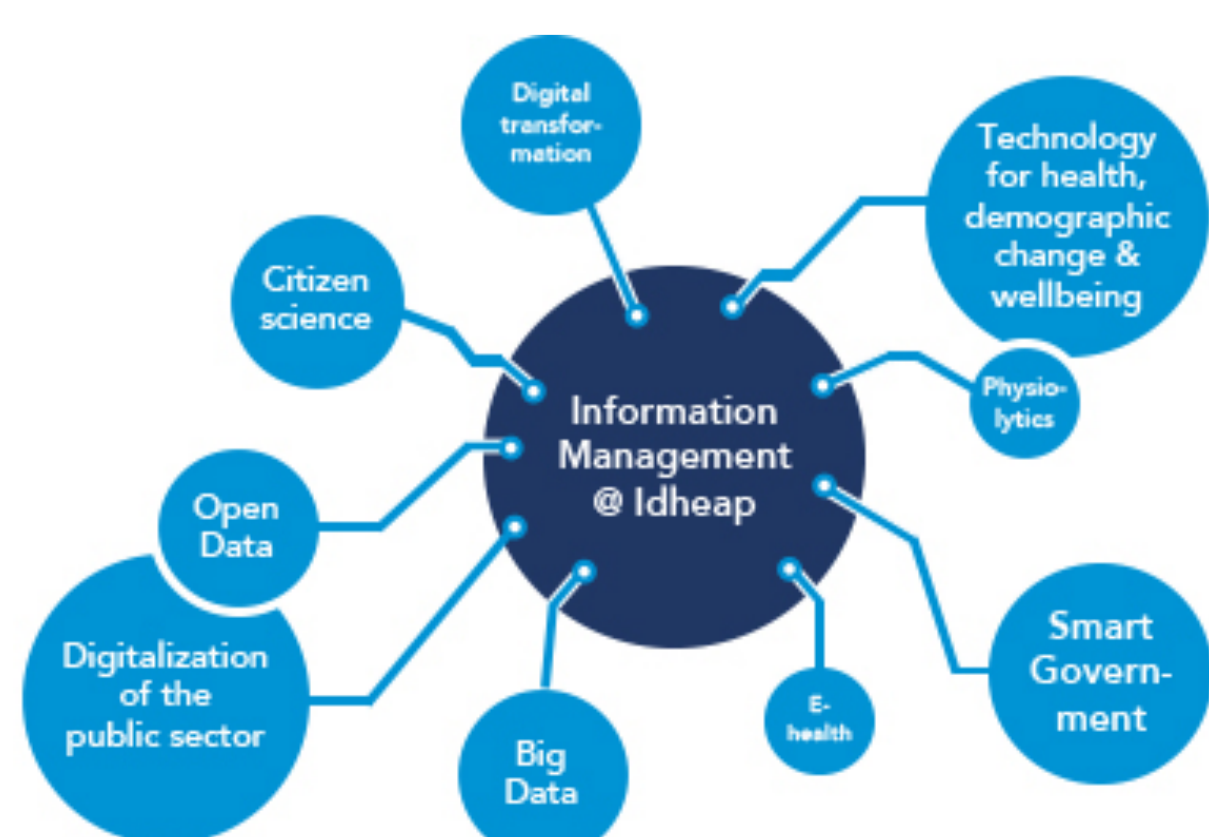 Digital
transfor-
mation
Technology
for health,
demographic
change &
wellbeing
Citizen
science
Physio-
lytics
Information
Management
@ Idheap
Open
Data
Digitalization
of the
public sector
Smart
Govern-
ment
E-
health
Big
Data